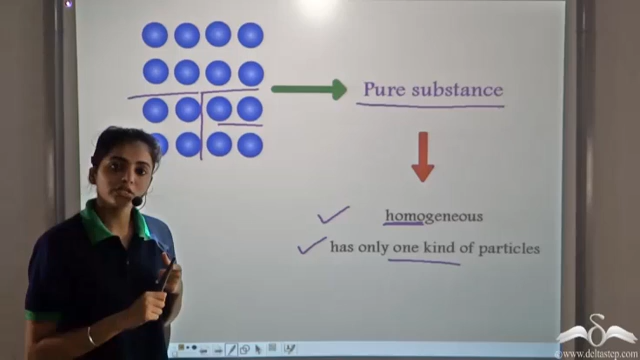 Pure substance
homogeneous
has only one kind of particles
www.deltastep.com